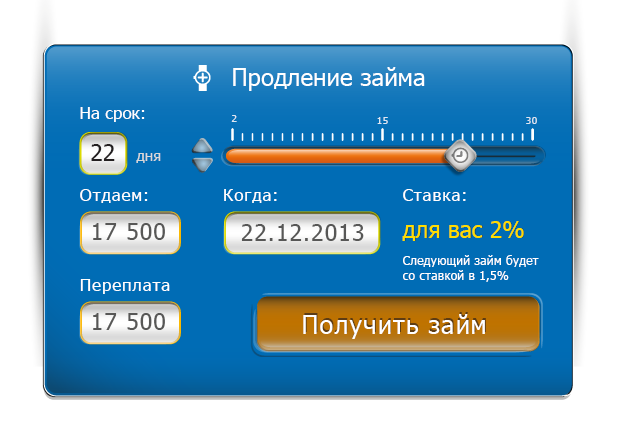 Продление займа
На срок:
2 15 30
22 дня
Отдаем: Когда: Ставка:
17 500 22.12.2013 для вас 2%
Следующий займ будет
со ставкой в 1,5%
Переплата
17 500
Получить займ